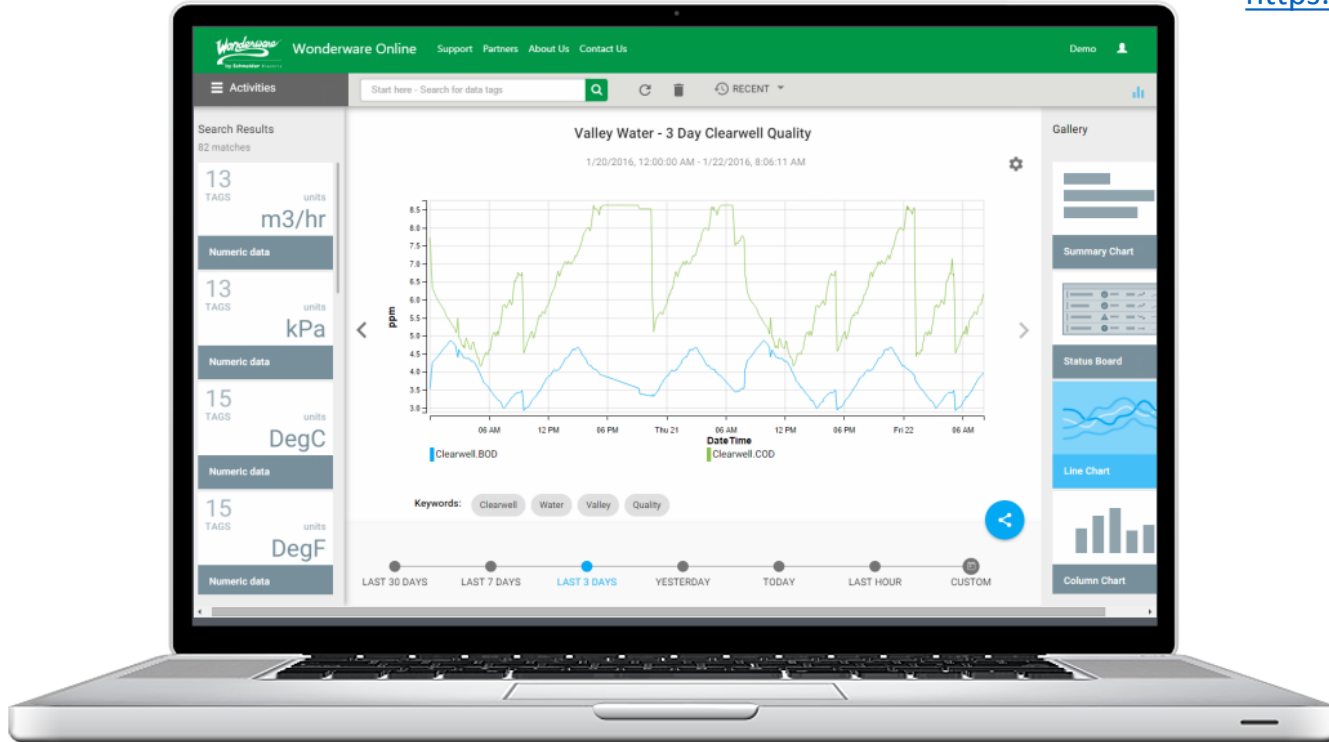 https:
Wonderware
by Schneider Electric
Wonderware Online Support Partners About Us Contact Us
Demo
Activities
Start here - Search for data tags
RECENT
Search Results
82 matches
13
TAGS
units
m3/hr
Numeric data
13
TAGS
units
kPa
Numeric data
15
TAGS
units
DegC
Numeric data
15
TAGS
units
DegF
Numeric data
Valley Water - 3 Day Clearwell Quality
1/20/2016, 12:00:00 AM - 1/22/2016, 8:06:11 AM
8.5
8.0
7.5
7.0
6.5
6.0
5.5
5.0
4.5
4.0
3.5
3.0
ppm
06 AM 12 PM 06 PM Thu 21 06 AM 12 PM 06 PM Fri 22 06 AM
DateTime
Clearwell.BOD Clearwell.COD
Keywords: Clearwell Water Valley Quality
LAST 30 DAYS LAST 7 DAYS LAST 3 DAYS YESTERDAY TODAY LAST HOUR CUSTOM
Gallery
Summary Chart
Status Board
Line Chart
Column Chart